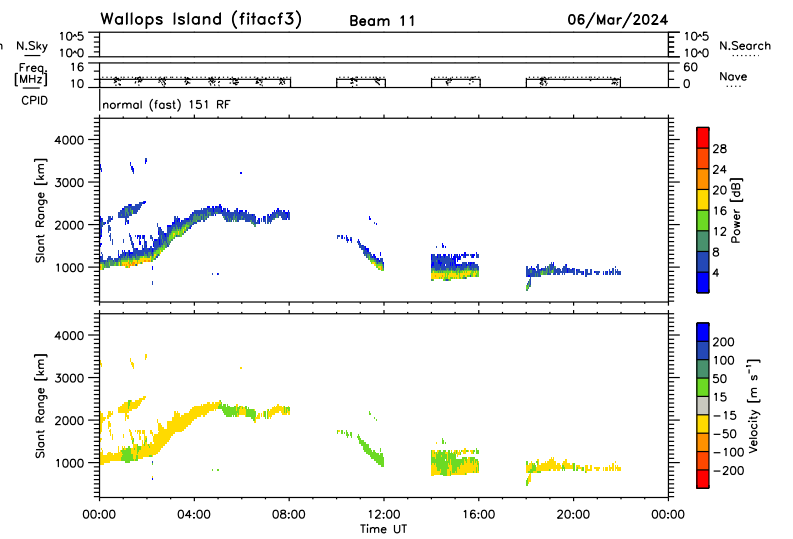 Wallops Island (fitacf3) Beam 11 06/Mar/2024
N.Sky 10^5 10^0 10^5 10^0 N.Search
Freq. [MHz] 16 10 60 0 Nave
CPID normal (fast) 151 RF
Slant Range [km] 4000 3000 2000 1000
28 24 20 16 12 8 4 Power [dB]
Slant Range [km] 4000 3000 2000 1000
200 100 50 15 -15 -50 -100 -200 Velocity [m s⁻¹]
00:00 04:00 08:00 12:00 16:00 20:00 00:00
Time UT